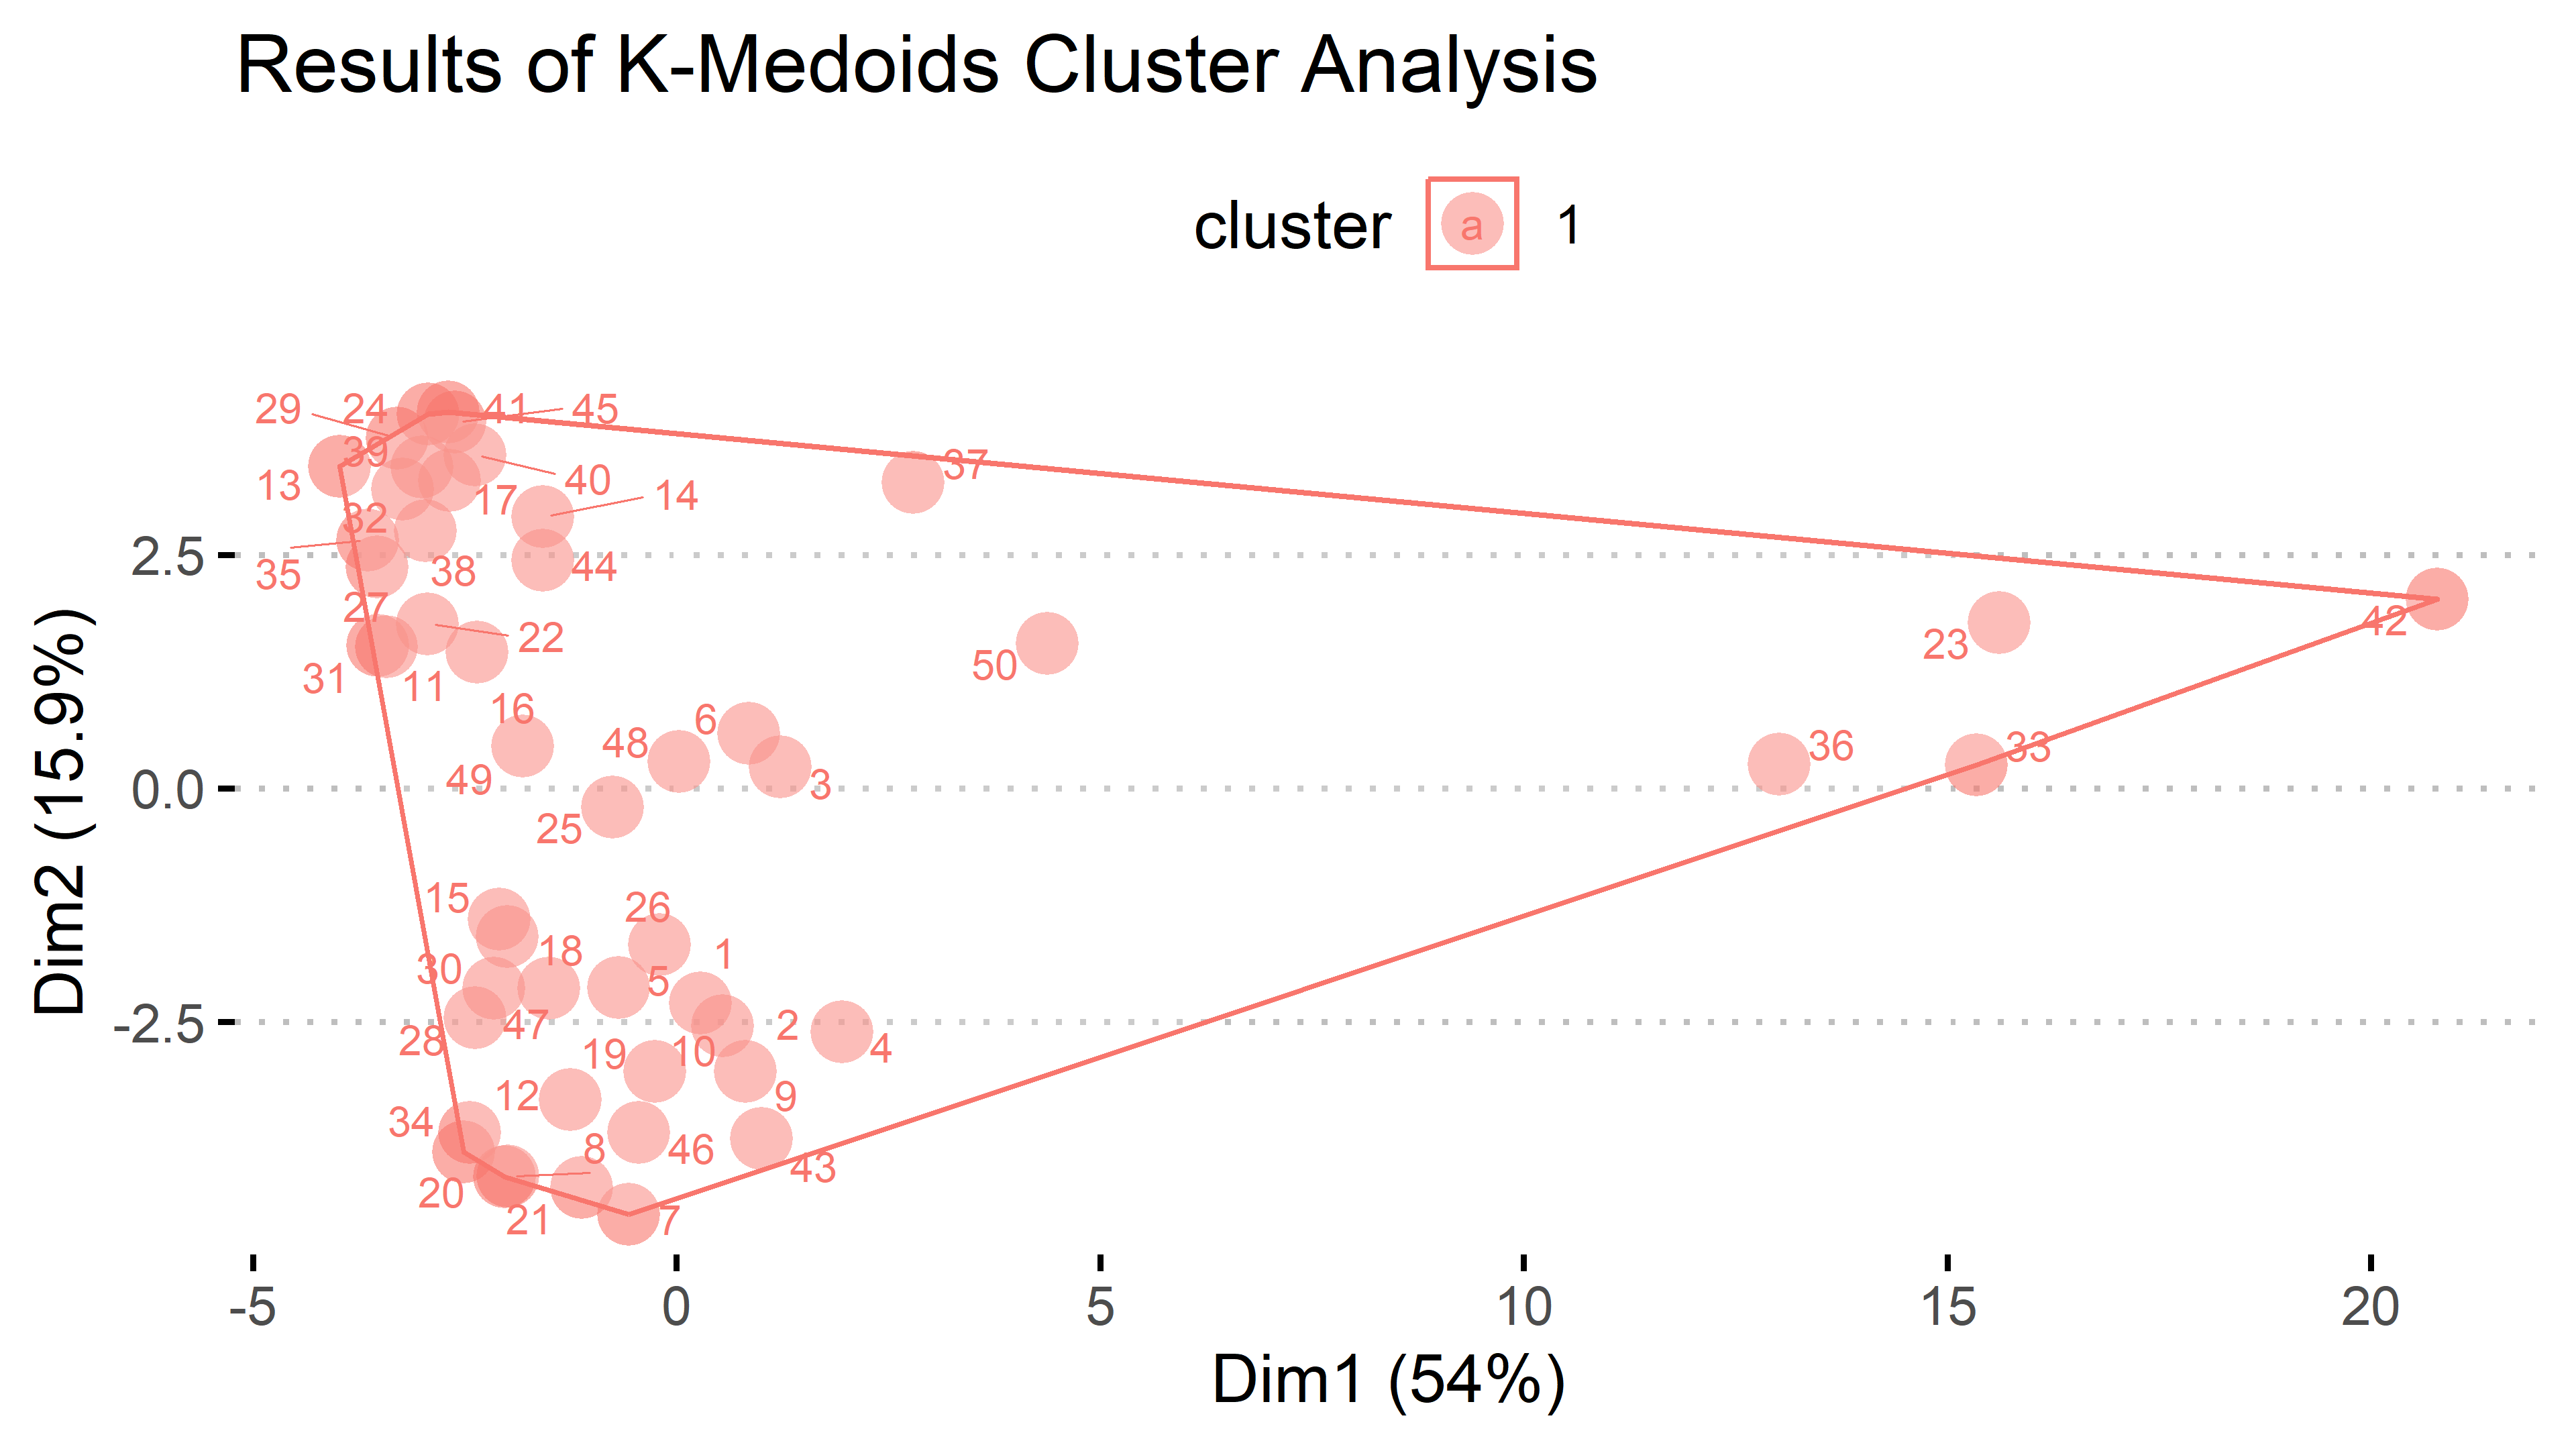 Results of K-Medoids Cluster Analysis
cluster a 1
29 24 41 45
39 37
13 17 40 14
32
2.5
35 38 44
27
22
42
23
50
31 11
16 6
48 36 33
49 3
0.0
25
15 26
18 1
30 5
47 2
-2.5
28 19 10 4
12 9
34 8 46
43
20 21 7
-5 0 5 10 15 20
Dim1 (54%)
Dim2 (15.9%)